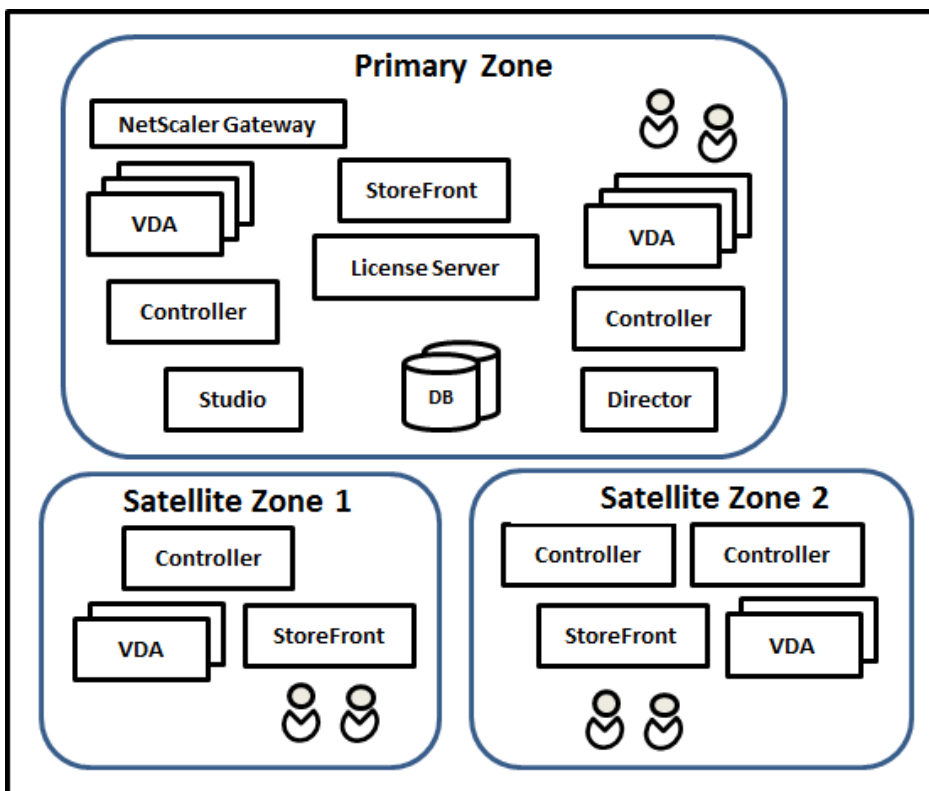 Primary Zone
NetScaler Gateway
StoreFront
VDA
VDA
License Server
Controller
Controller
Studio
DB
Director
Satellite Zone 1
Controller
VDA
StoreFront
Satellite Zone 2
Controller
Controller
StoreFront
VDA